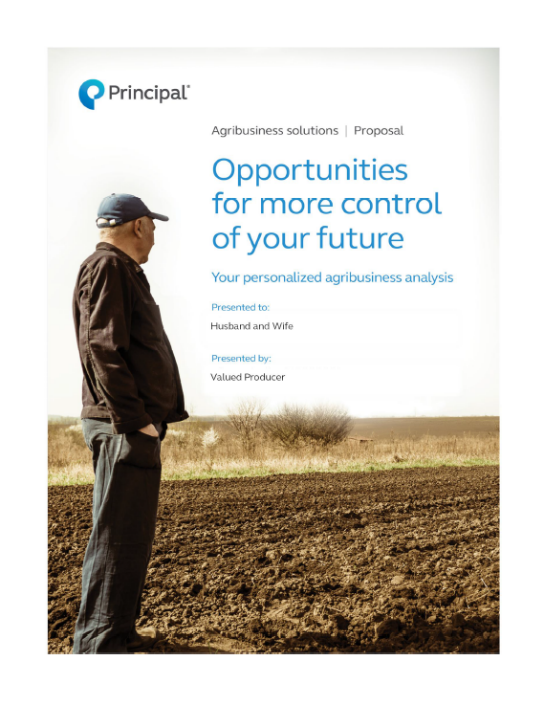 Principal®
Agribusiness solutions | Proposal
Opportunities
for more control
of your future
Your personalized agribusiness analysis
Presented to:
Husband and Wife
Presented by:
Valued Producer